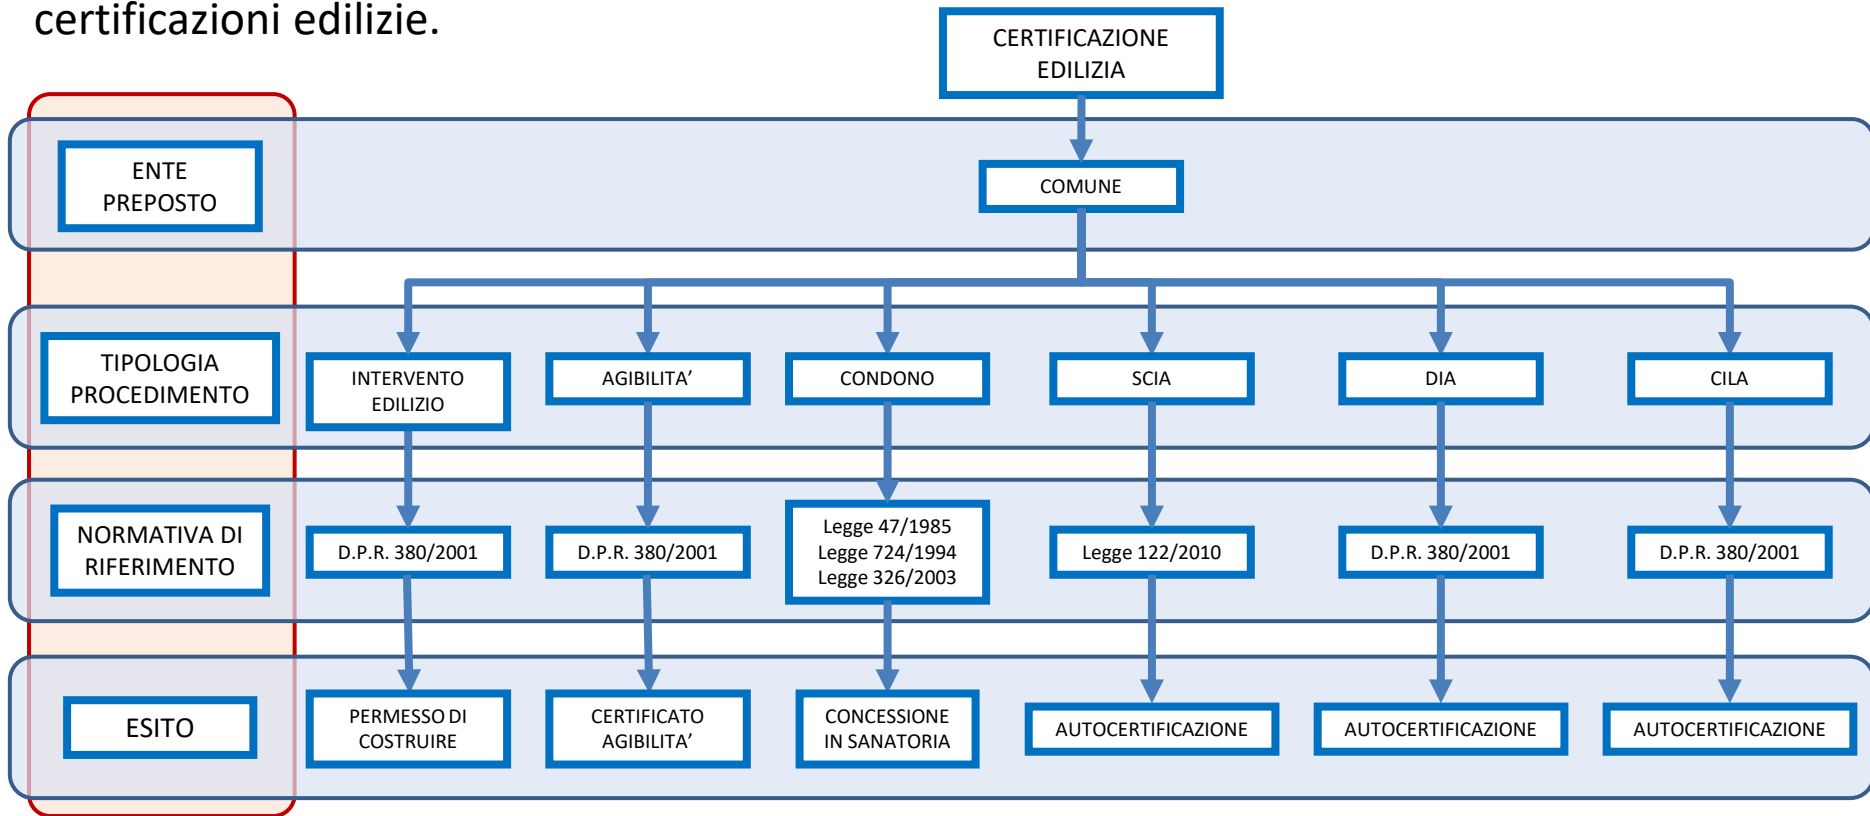 certificazioni edilizie.
CERTIFICAZIONE
EDILIZIA
ENTE
PREPOSTO
COMUNE
TIPOLOGIA
PROCEDIMENTO
INTERVENTO
EDILIZIO
AGIBILITA’
CONDONO
SCIA
DIA
CILA
NORMATIVA DI
RIFERIMENTO
D.P.R. 380/2001
D.P.R. 380/2001
Legge 47/1985
Legge 724/1994
Legge 326/2003
Legge 122/2010
D.P.R. 380/2001
D.P.R. 380/2001
ESITO
PERMESSO DI
COSTRUIRE
CERTIFICATO
AGIBILITA’
CONCESSIONE
IN SANATORIA
AUTOCERTIFICAZIONE
AUTOCERTIFICAZIONE
AUTOCERTIFICAZIONE